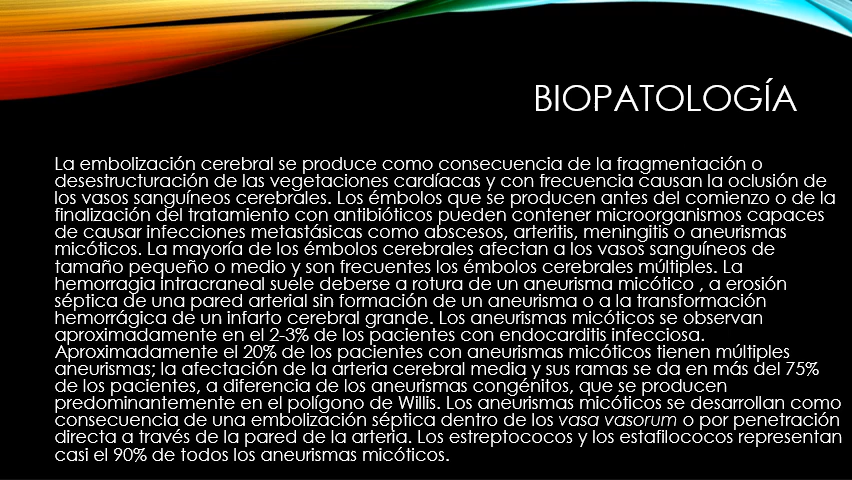 BIOPATOLOGÍA
La embolización cerebral se produce como consecuencia de la fragmentación o
desestructuración de las vegetaciones cardíacas y con frecuencia causan la oclusión de
los vasos sanguíneos cerebrales. Los émbolos que se producen antes del comienzo o de la
finalización del tratamiento con antibióticos pueden contener microorganismos capaces
de causar infecciones metastásicas como abscesos, arteritis, meningitis o aneurismas
micóticos. La mayoría de los émbolos cerebrales afectan a los vasos sanguíneos de
tamaño pequeño o medio y son frecuentes los émbolos cerebrales múltiples. La
hemorragia intracraneal suele deberse a rotura de un aneurisma micótico , a erosión
séptica de una pared arterial sin formación de un aneurisma o a la transformación
hemorrágica de un infarto cerebral grande. Los aneurismas micóticos se observan
aproximadamente en el 2-3% de los pacientes con endocarditis infecciosa.
Aproximadamente el 20% de los pacientes con aneurismas micóticos tienen múltiples
aneurismas; la afectación de la arteria cerebral media y sus ramas se da en más del 75%
de los pacientes, a diferencia de los aneurismas congénitos, que se producen
predominantemente en el polígono de Willis. Los aneurismas micóticos se desarrollan como
consecuencia de una embolización séptica dentro de los vasa vasorum o por penetración
directa a través de la pared de la arteria. Los estreptococos y los estafilococos representan
casi el 90% de todos los aneurismas micóticos.